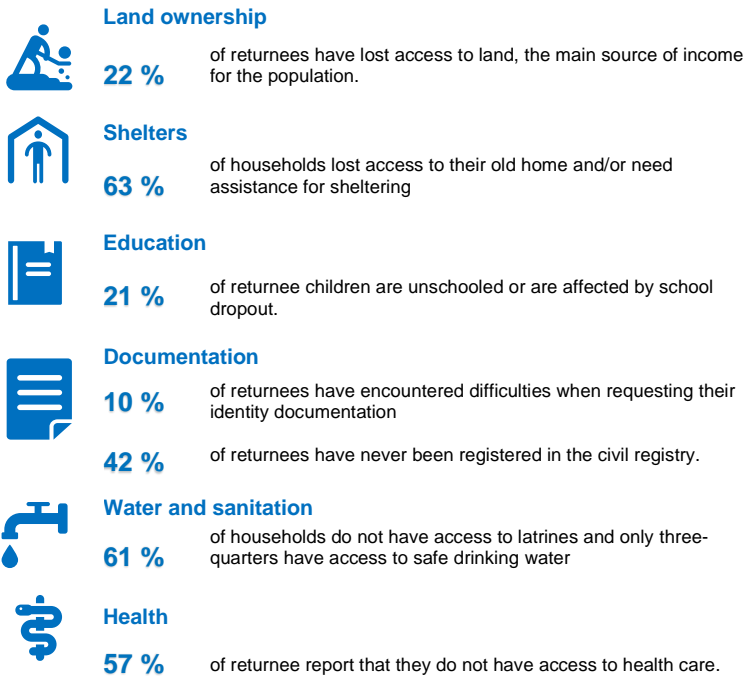 Land ownership
22 %
of returnees have lost access to land, the main source of income
for the population.
Shelters
63 %
of households lost access to their old home and/or need
assistance for sheltering
Education
21 %
of returnee children are unschooled or are affected by school
dropout.
Documentation
10 %
of returnees have encountered difficulties when requesting their
identity documentation
42 %
of returnees have never been registered in the civil registry.
Water and sanitation
61 %
of households do not have access to latrines and only three-
quarters have access to safe drinking water
Health
57 %
of returnee report that they do not have access to health care.